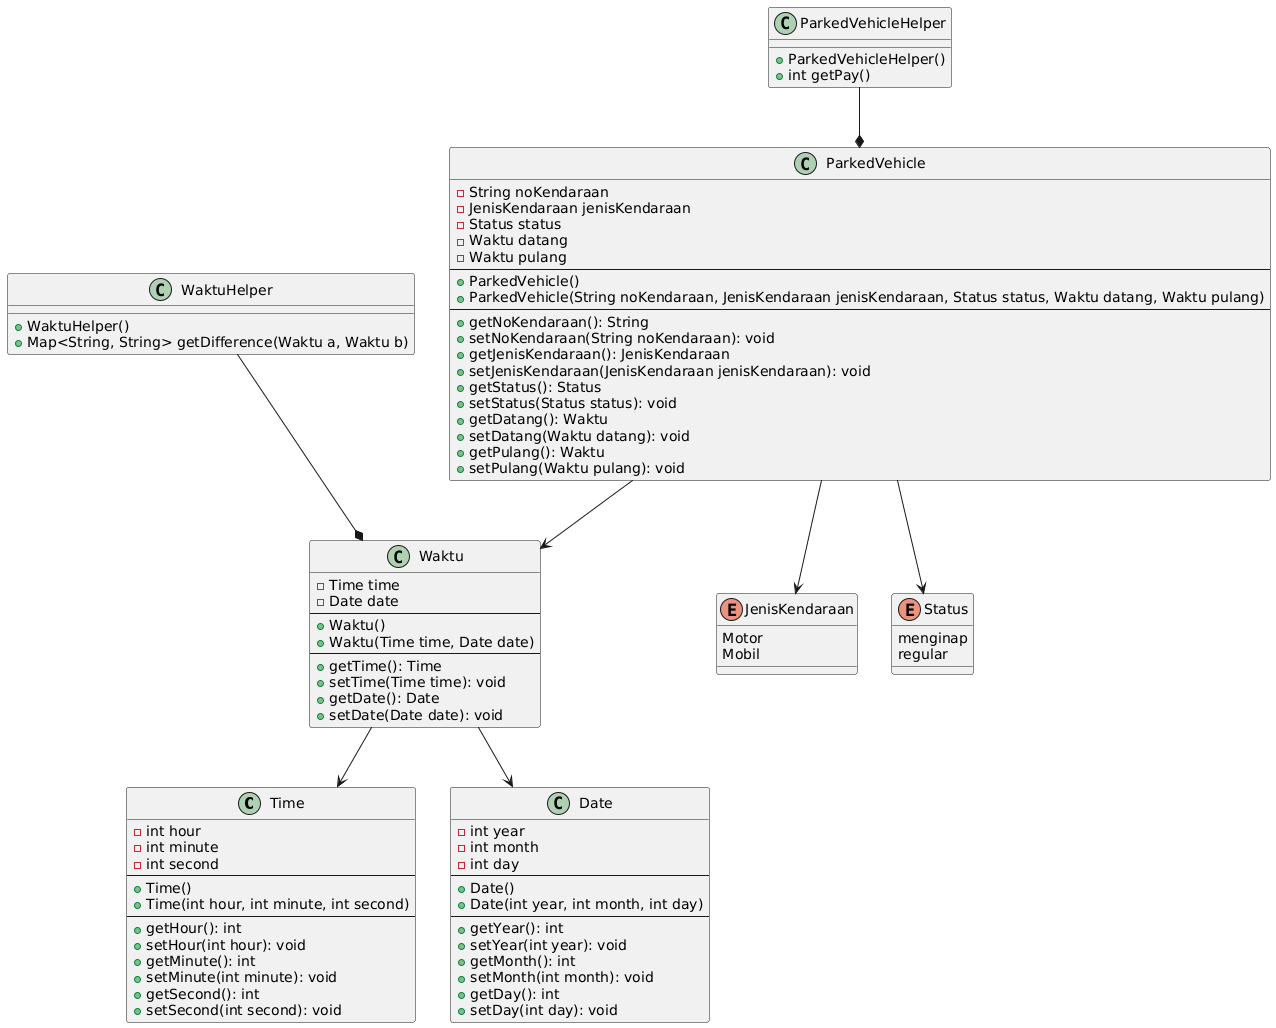 C ParkedVehicleHelper
ParkedVehicleHelper()
int getPay()
C ParkedVehicle
String noKendaraan
JenisKendaraan jenisKendaraan
Status status
Waktu datang
Waktu pulang
ParkedVehicle()
ParkedVehicle(String noKendaraan, JenisKendaraan jenisKendaraan, Status status, Waktu datang, Waktu pulang)
getNoKendaraan(): String
setNoKendaraan(String noKendaraan): void
getJenisKendaraan(): JenisKendaraan
setJenisKendaraan(JenisKendaraan jenisKendaraan): void
getStatus(): Status
setStatus(Status status): void
getDatang(): Waktu
setDatang(Waktu datang): void
getPulang(): Waktu
setPulang(Waktu pulang): void
C WaktuHelper
WaktuHelper()
Map<String, String> getDifference(Waktu a, Waktu b)
C Waktu
Time time
Date date
Waktu()
Waktu(Time time, Date date)
getTime(): Time
setTime(Time time): void
getDate(): Date
setDate(Date date): void
E JenisKendaraan
Motor
Mobil
E Status
menginap
regular
C Time
int hour
int minute
int second
Time()
Time(int hour, int minute, int second)
getHour(): int
setHour(int hour): void
getMinute(): int
setMinute(int minute): void
getSecond(): int
setSecond(int second): void
C Date
int year
int month
int day
Date()
Date(int year, int month, int day)
getYear(): int
setYear(int year): void
getMonth(): int
setMonth(int month): void
getDay(): int
setDay(int day): void